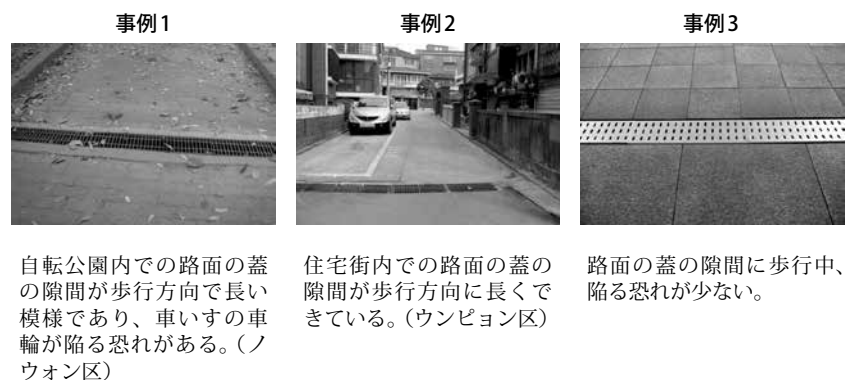 事例1
自転公園内での路面の蓋
の隙間が歩行方向で長い
模様であり、車いすの車
輪が陥る恐れがある。（ノ
ウォン区）
事例2
住宅街内での路面の蓋の
隙間が歩行方向に長くで
きている。（ウンピョン区）
事例3
路面の蓋の隙間に歩行中、
陥る恐れが少ない。